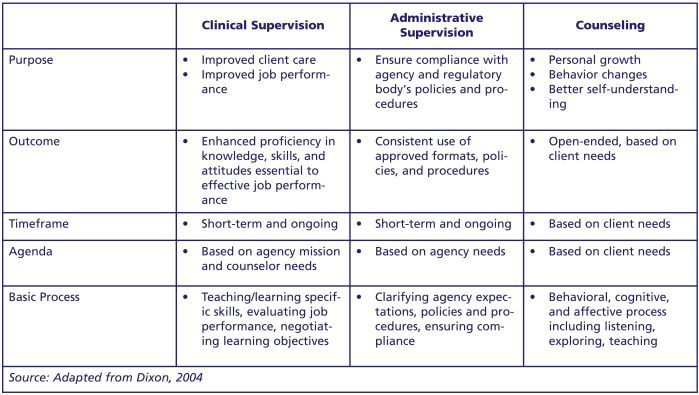 Clinical Supervision
Administrative
Supervision
Counseling
Purpose
• Improved client care
• Improved job perform-
ance
• Ensure compliance with
agency and regulatory
body's policies and pro-
cedures
• Personal growth
• Behavior changes
• Better self-understand-
ing
Outcome
• Enhanced proficiency in
knowledge, skills, and
attitudes essential to
effective job perform-
ance
• Consistent use of
approved formats, poli-
cies, and procedures
• Open-ended, based on
client needs
Timeframe
• Short-term and ongoing
• Short-term and ongoing
• Based on client needs
Agenda
• Based on agency mission
and counselor needs
• Based on agency needs
• Based on client needs
Basic Process
• Teaching/learning specif-
ic skills, evaluating job
performance, negotiat-
ing learning objectives
• Clarifying agency expec-
tations, policies and pro-
cedures, ensuring com-
pliance
• Behavioral, cognitive,
and affective process
including listening,
exploring, teaching
Source: Adapted from Dixon, 2004